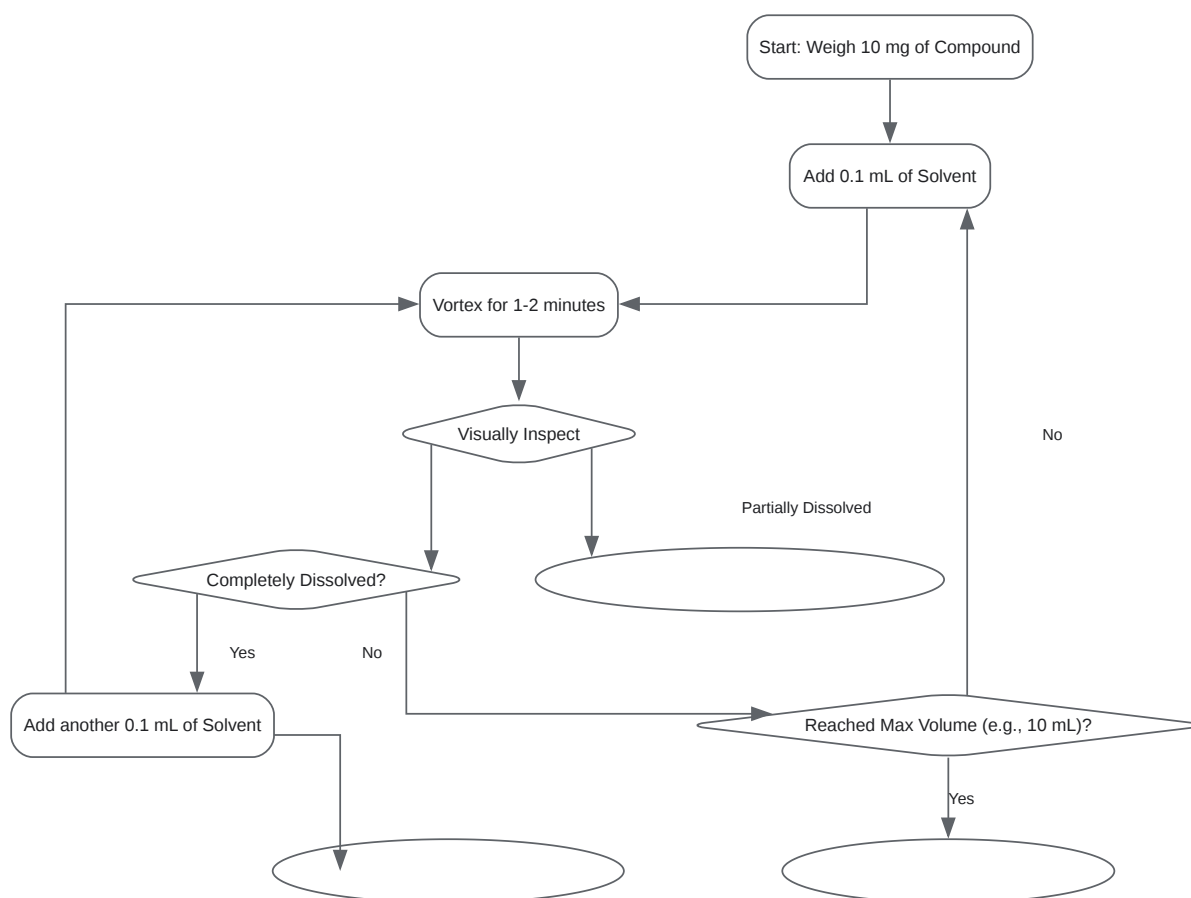 Start: Weigh 10 mg of Compound
Add 0.1 mL of Solvent
Vortex for 1-2 minutes
Visually Inspect
No
Partially Dissolved
Completely Dissolved?
Yes
No
Add another 0.1 mL of Solvent
Reached Max Volume (e.g., 10 mL)?
Yes